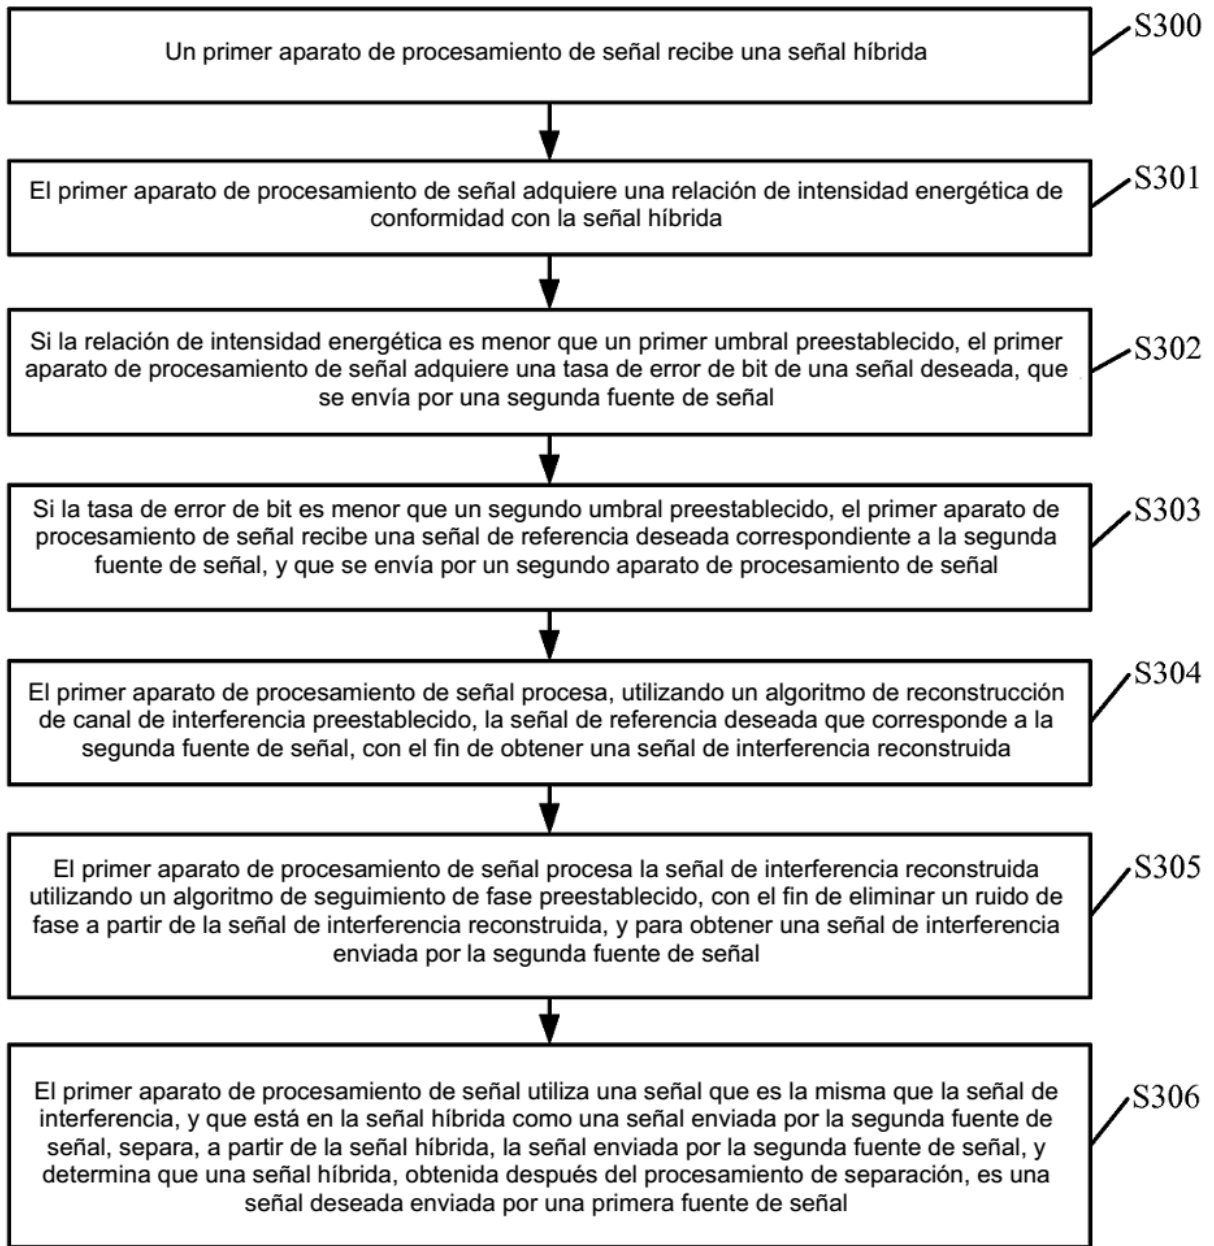 Un primer aparato de procesamiento de señal recibe una señal híbrida
S300
El primer aparato de procesamiento de señal adquiere una relación de intensidad energética de
conformidad con la señal híbrida
S301
Si la relación de intensidad energética es menor que un primer umbral preestablecido, el primer
aparato de procesamiento de señal adquiere una tasa de error de bit de una señal deseada, que
se envía por una segunda fuente de señal
S302
Si la tasa de error de bit es menor que un segundo umbral preestablecido, el primer aparato de
procesamiento de señal recibe una señal de referencia deseada correspondiente a la segunda
fuente de señal, y que se envía por un segundo aparato de procesamiento de señal
S303
El primer aparato de procesamiento de señal procesa, utilizando un algoritmo de reconstrucción
de canal de interferencia preestablecido, la señal de referencia deseada que corresponde a la
segunda fuente de señal, con el fin de obtener una señal de interferencia reconstruida
S304
El primer aparato de procesamiento de señal procesa la señal de interferencia reconstruida
utilizando un algoritmo de seguimiento de fase preestablecido, con el fin de eliminar un ruido de
fase a partir de la señal de interferencia reconstruida, y para obtener una señal de interferencia
enviada por la segunda fuente de señal
S305
El primer aparato de procesamiento de señal utiliza una señal que es la misma que la señal de
interferencia, y que está en la señal híbrida como una señal enviada por la segunda fuente de
señal, separa, a partir de la señal híbrida, la señal enviada por la segunda fuente de señal, y
determina que una señal híbrida, obtenida después del procesamiento de separación, es una
señal deseada enviada por una primera fuente de señal
S306